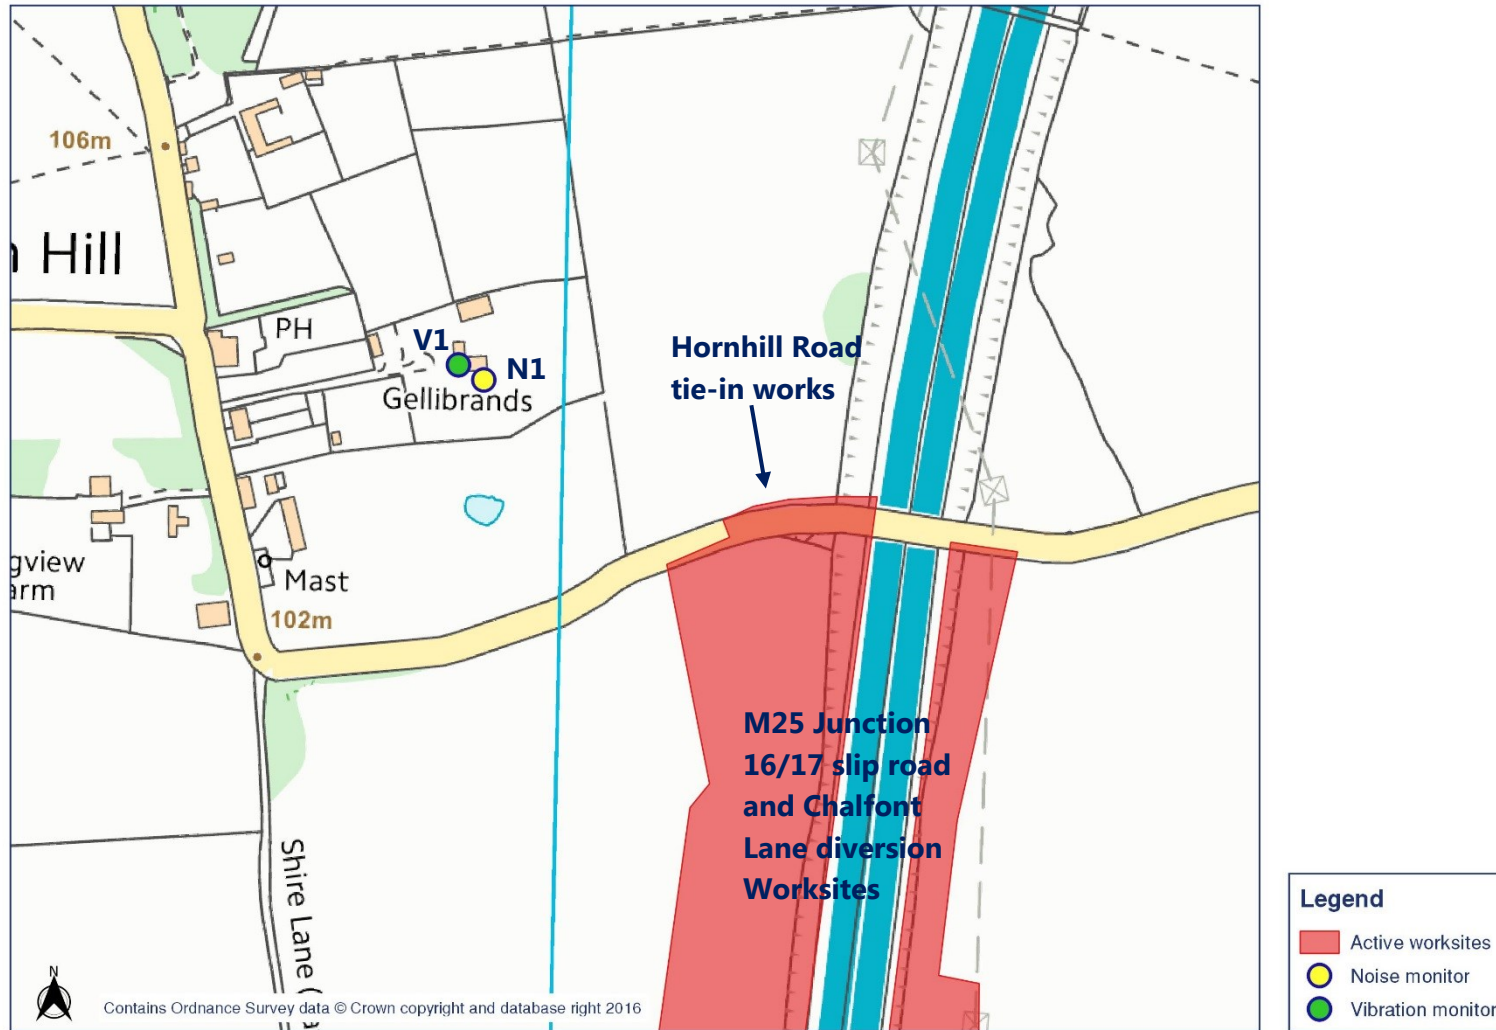 106m
n Hill
PH
V1
N1
Gellibrands
Hornhill Road
tie-in works
gview
arm
Mast
102m
M25 Junction
16/17 slip road
and Chalfont
Lane diversion
Worksites
Shire Lane
N
Contains Ordnance Survey data © Crown copyright and database right 2016
Legend
Active worksites
Noise monitor
Vibration monitor